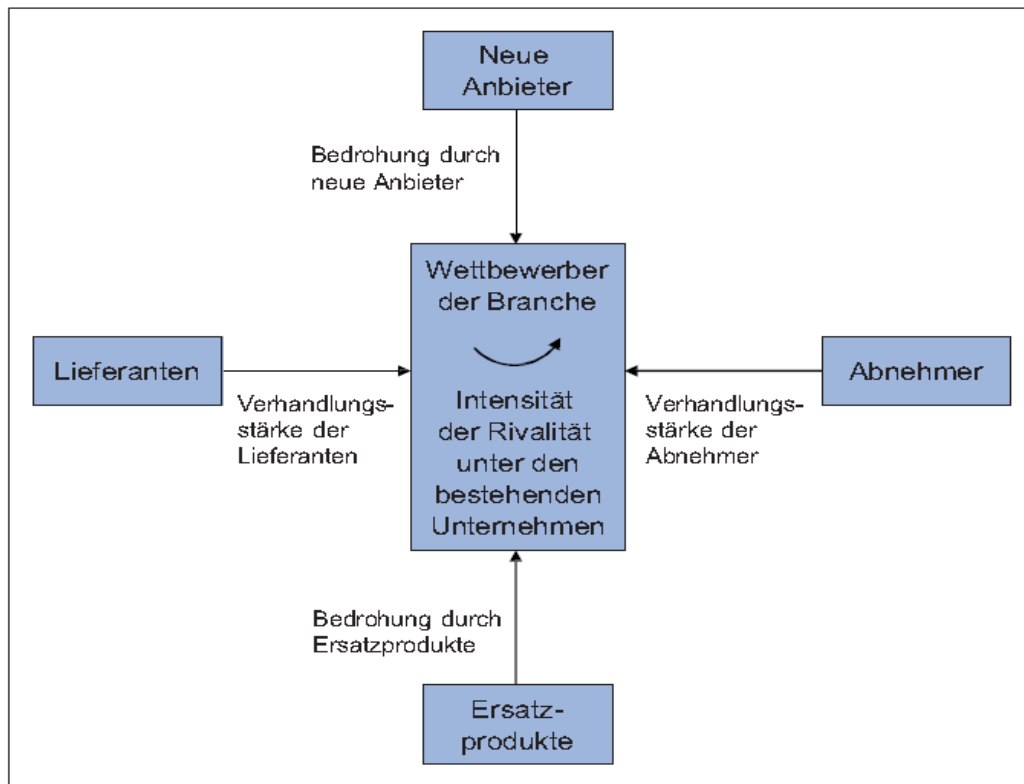 Neue
Anbieter
Bedrohung durch
neue Anbieter
Wettbewerber
der Branche
Lieferanten
Abnehmer
Verhandlungs-
stärke der
Lieferanten
Intensität
der Rivalität
unter den
bestehenden
Unternehmen
Verhandlungs-
stärke der
Abnehmer
Bedrohung durch
Ersatzprodukte
Ersatz-
produkte